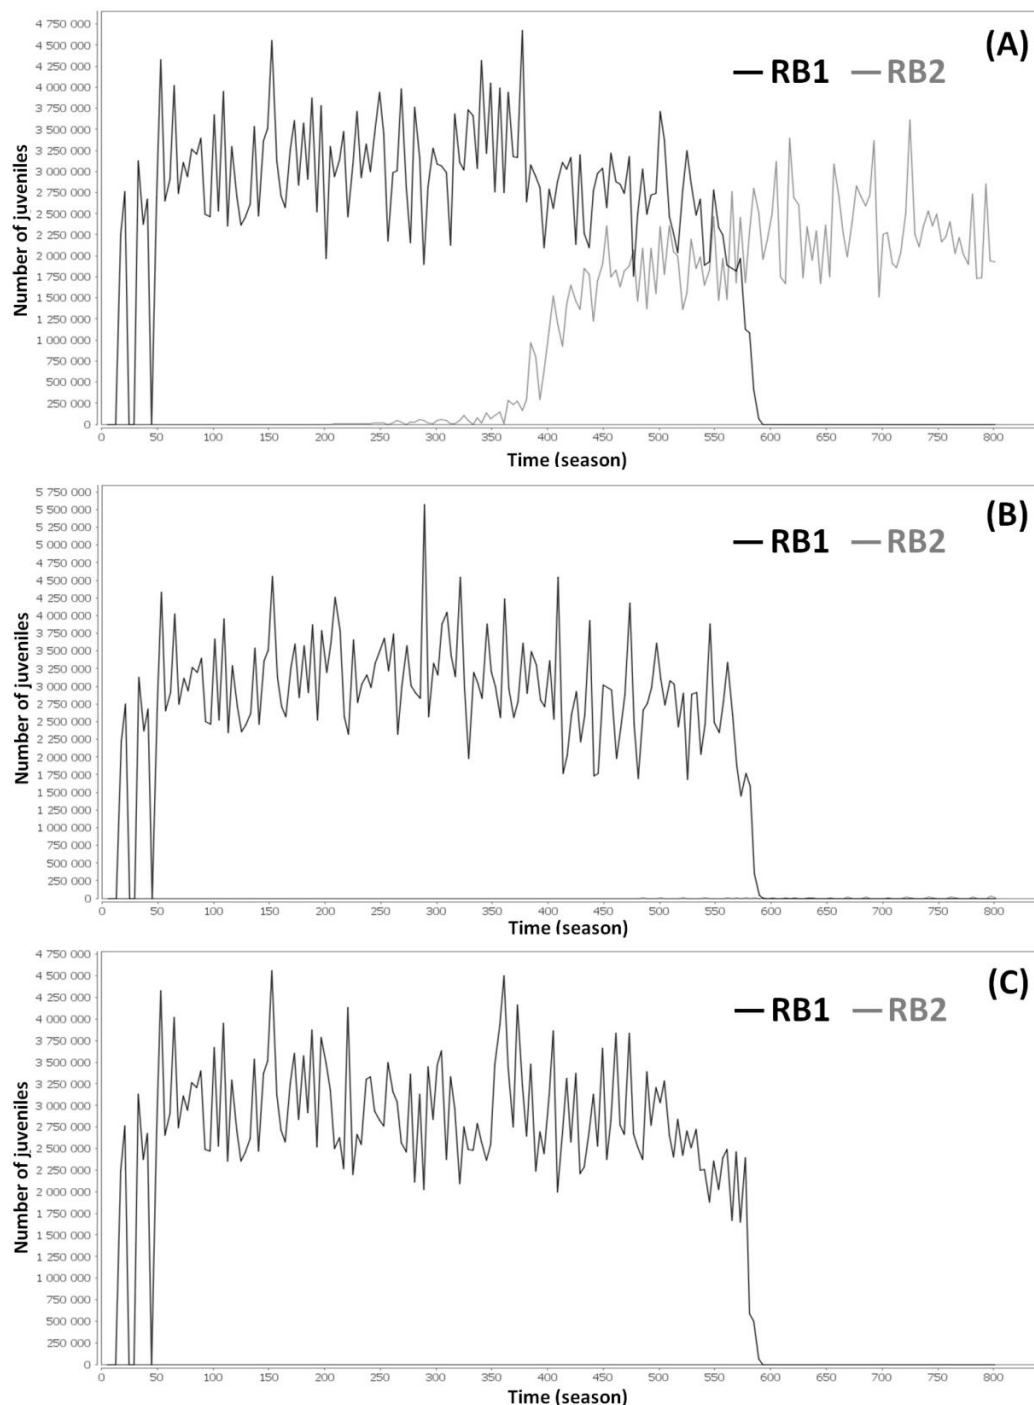 (A)
RB1 RB2
Number of juveniles
4 750 000
4 500 000
4 250 000
4 000 000
3 750 000
3 500 000
3 250 000
3 000 000
2 750 000
2 500 000
2 250 000
2 000 000
1 750 000
1 500 000
1 250 000
1 000 000
750 000
500 000
250 000
0
0 50 100 150 200 250 300 350 400 450 500 550 600 650 700 750 800
Time (season)
(B)
RB1 RB2
Number of juveniles
5 750 000
5 500 000
5 250 000
5 000 000
4 750 000
4 500 000
4 250 000
4 000 000
3 750 000
3 500 000
3 250 000
3 000 000
2 750 000
2 500 000
2 250 000
2 000 000
1 750 000
1 500 000
1 250 000
1 000 000
750 000
500 000
250 000
0
0 50 100 150 200 250 300 350 400 450 500 550 600 650 700 750 800
Time (season)
(C)
RB1 RB2
Number of juveniles
4 750 000
4 500 000
4 250 000
4 000 000
3 750 000
3 500 000
3 250 000
3 000 000
2 750 000
2 500 000
2 250 000
2 000 000
1 750 000
1 500 000
1 250 000
1 000 000
750 000
500 000
250 000
0
0 50 100 150 200 250 300 350 400 450 500 550 600 650 700 750 800
Time (season)